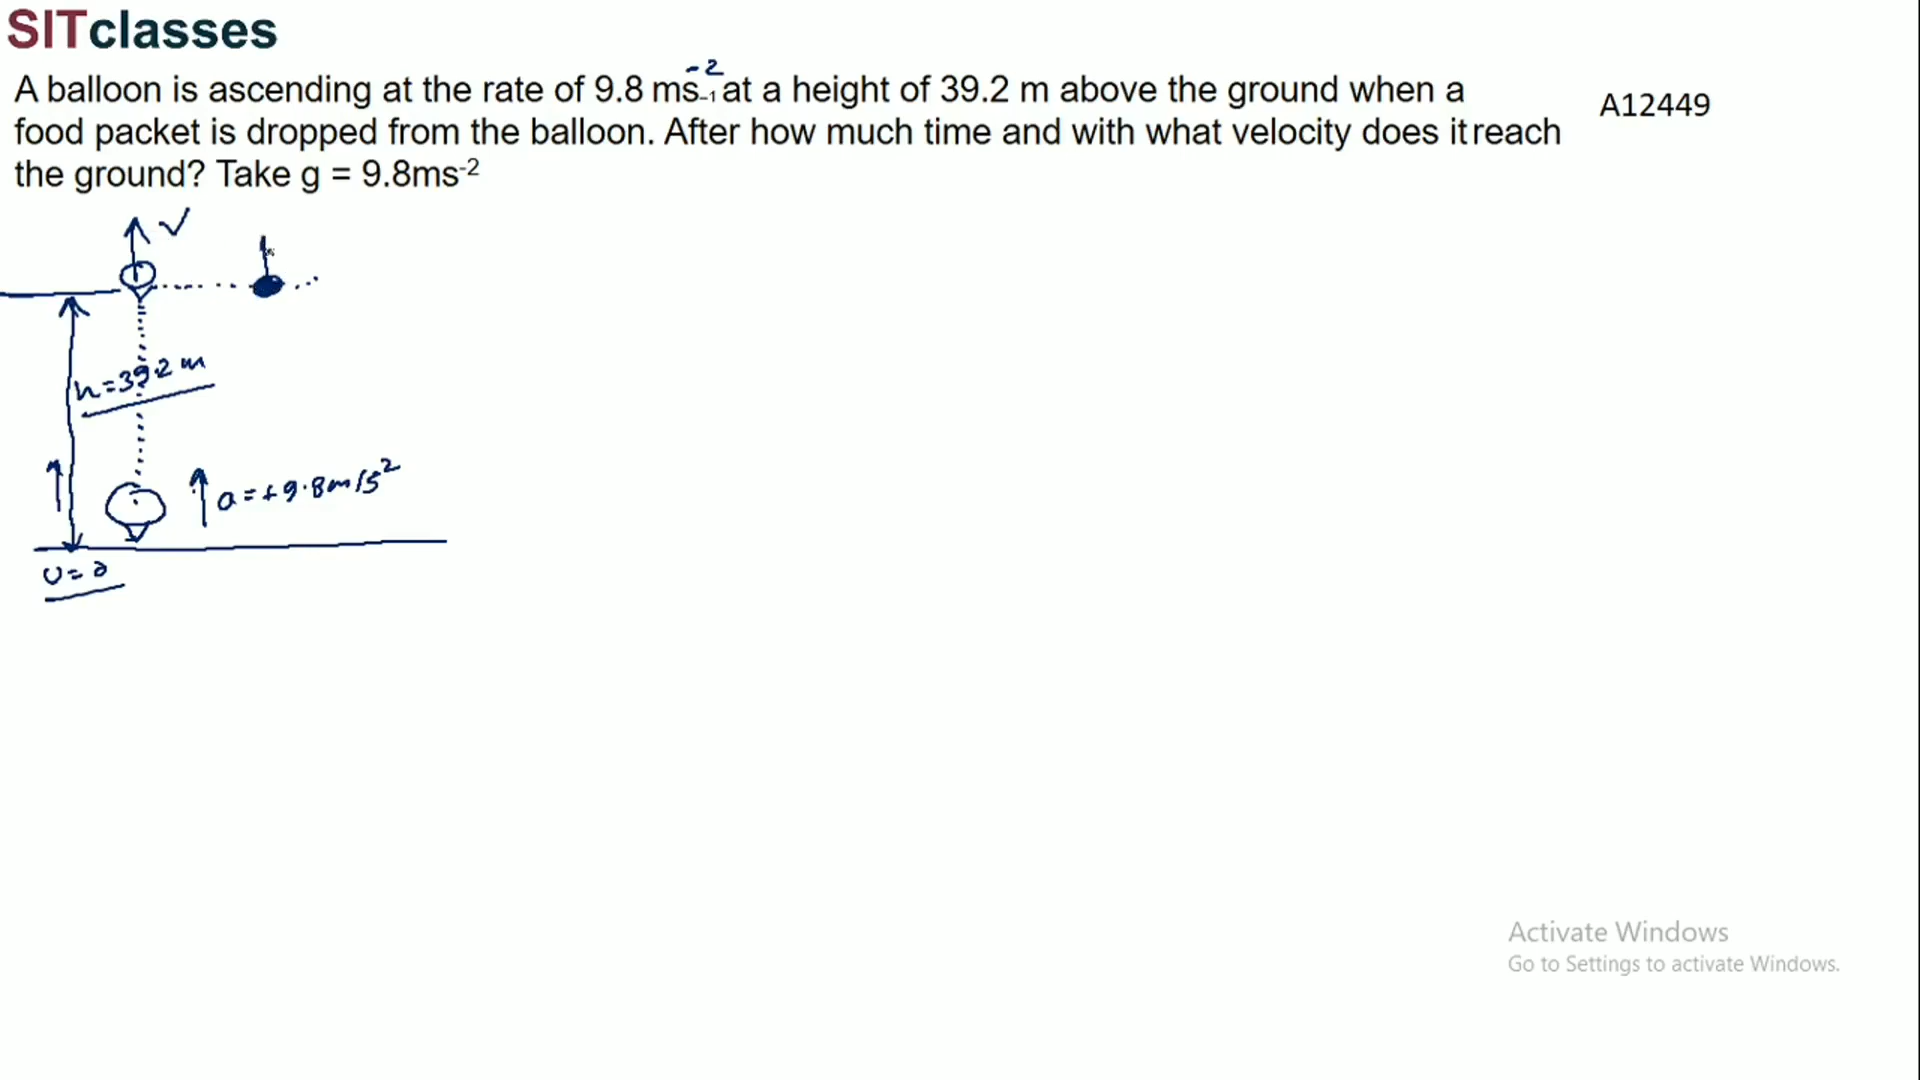 SITclasses
-2
A balloon is ascending at the rate of 9.8 ms-1 at a height of 39.2 m above the ground when a
A12449
food packet is dropped from the balloon. After how much time and with what velocity does it reach
the ground? Take g = 9.8ms-2
h=39.2 m
a=+9.8m/s2
u=0
Activate Windows
Go to Settings to activate Windows.